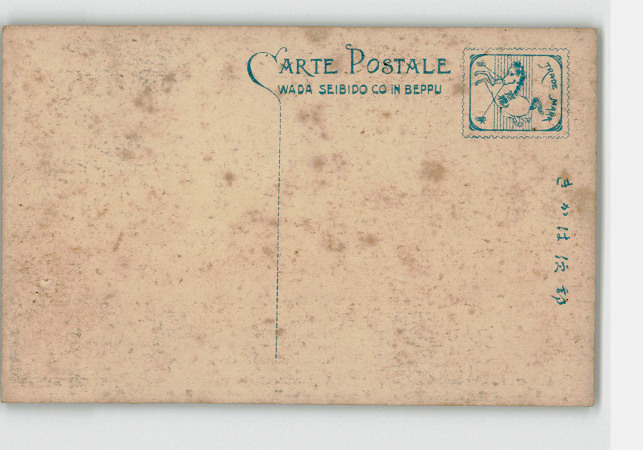 CARTE POSTALE
WADA SEIBIDO CO IN BEPPU
TRADE MARK
きかは便郵